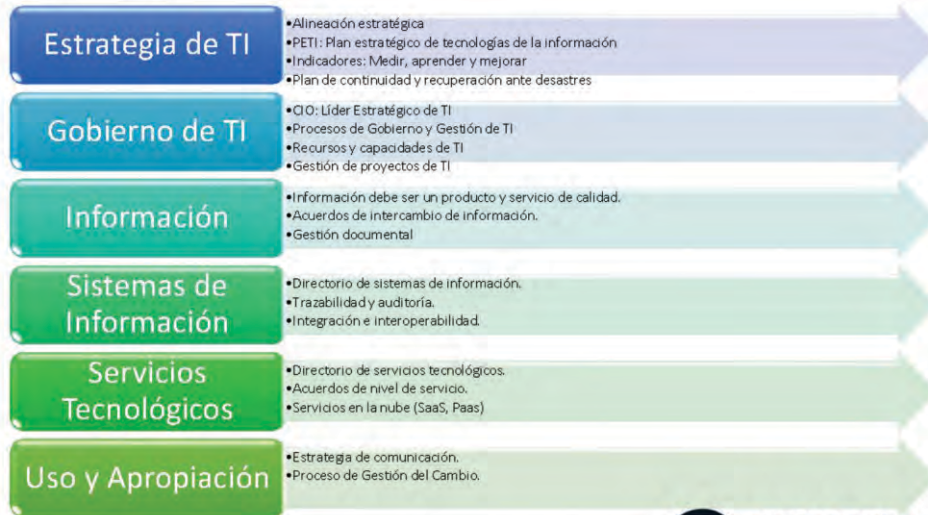 Estrategia de TI
•Alineación estratégica
•PETI: Plan estratégico de tecnologías de la información
•Indicadores: Medir, aprender y mejorar
•Plan de continuidad y recuperación ante desastres
Gobierno de TI
•CIO: Líder Estratégico de TI
•Procesos de Gobierno y Gestión de TI
•Recursos y capacidades de TI
•Gestión de proyectos de TI
Información
•Información debe ser un producto y servicio de calidad.
•Acuerdos de intercambio de información.
•Gestión documental
Sistemas de
Información
•Directorio de sistemas de información.
•Trazabilidad y auditoría.
•Integración e interoperabilidad.
Servicios
Tecnológicos
•Directorio de servicios tecnológicos.
•Acuerdos de nivel de servicio.
•Servicios en la nube (SaaS, Paas)
Uso y Apropiación
•Estrategia de comunicación.
•Proceso de Gestión del Cambio.